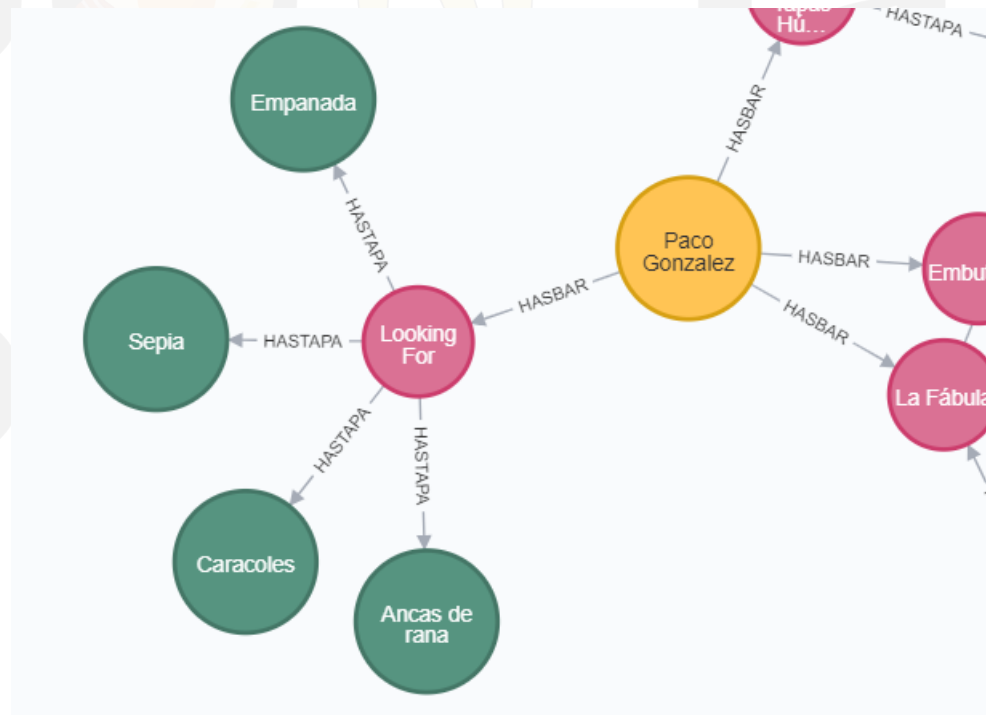 Hú...
HASTAPA
Empanada
HASBAR
HASTAPA
Paco
Gonzalez
HASBAR
HASBAR
HASBAR
Sepia
HASTAPA
Looking
For
La Fábula
HASTAPA
HASTAPA
Caracoles
Ancas de
rana